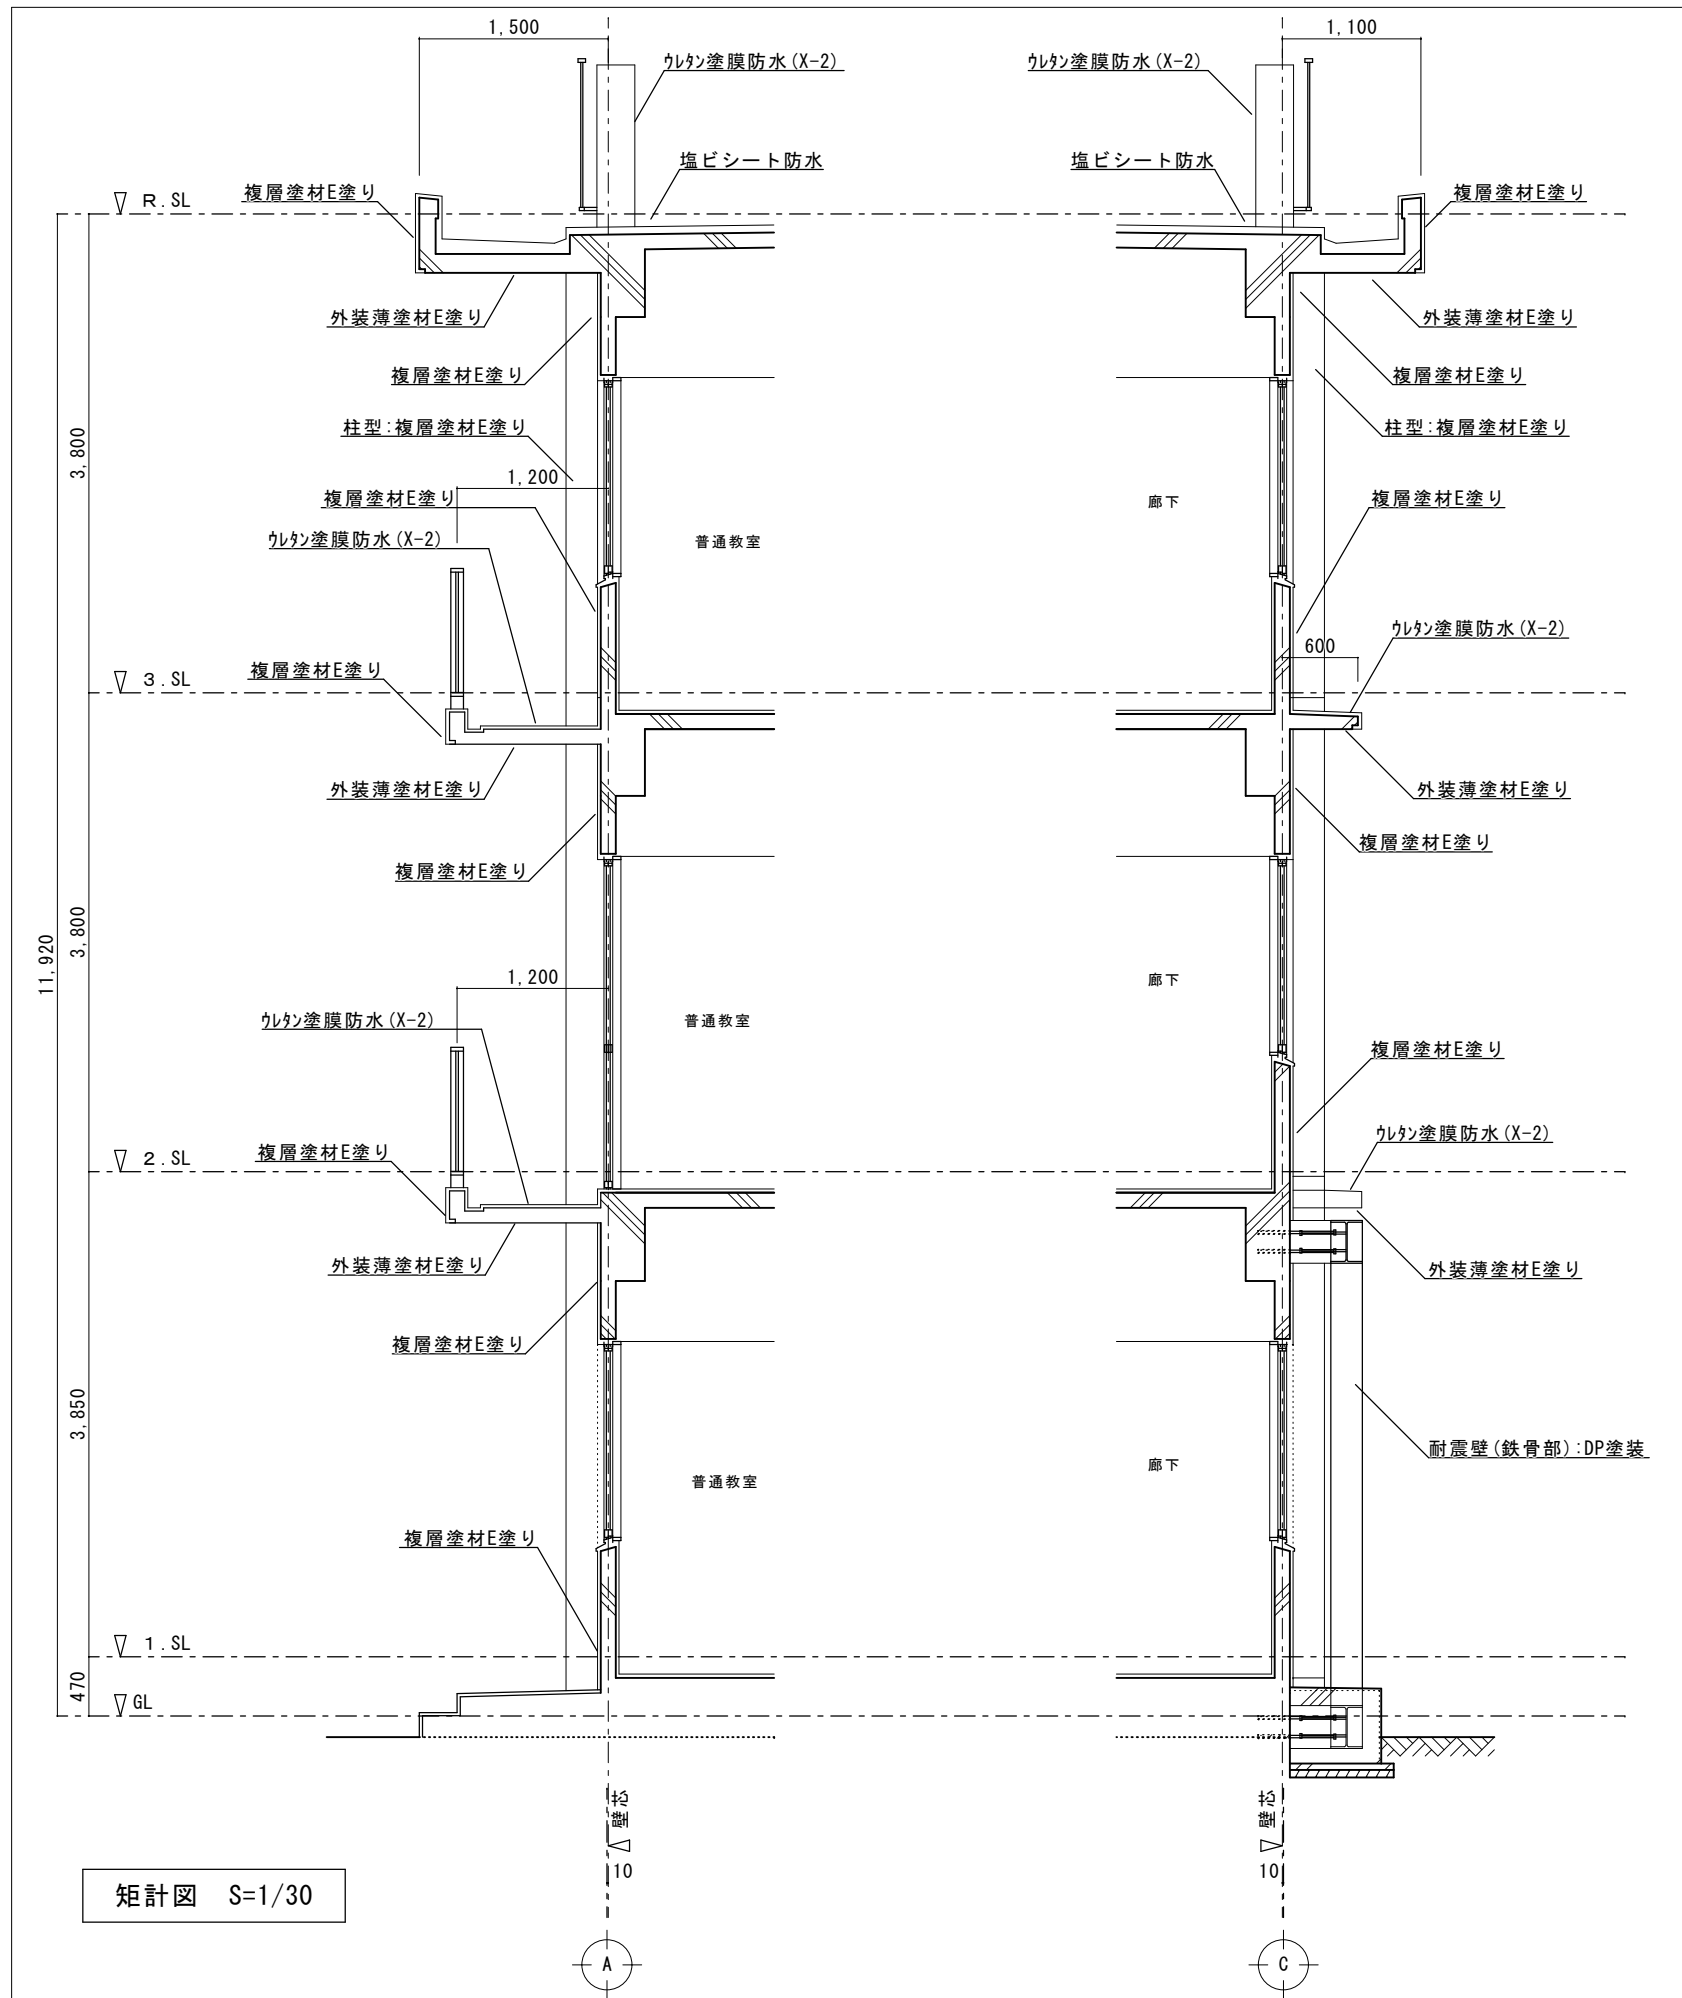 1,500
1,100
ウレタン塗膜防水(X-2)
ウレタン塗膜防水(X-2)
塩ビシート防水
塩ビシート防水
複層塗材E塗り
R.SL
複層塗材E塗り
外装薄塗材E塗り
外装薄塗材E塗り
複層塗材E塗り
複層塗材E塗り
柱型:複層塗材E塗り
柱型:複層塗材E塗り
3,800
1,200
複層塗材E塗り
廊下
複層塗材E塗り
ウレタン塗膜防水(X-2)
普通教室
ウレタン塗膜防水(X-2)
600
複層塗材E塗り
3.SL
外装薄塗材E塗り
外装薄塗材E塗り
複層塗材E塗り
複層塗材E塗り
3,800
11,920
1,200
廊下
ウレタン塗膜防水(X-2)
普通教室
複層塗材E塗り
ウレタン塗膜防水(X-2)
複層塗材E塗り
2.SL
外装薄塗材E塗り
外装薄塗材E塗り
複層塗材E塗り
3,850
耐震壁(鉄骨部):DP塗装
廊下
普通教室
複層塗材E塗り
1.SL
470
GL
壁芯
壁芯
10
10
矩計図 S=1/30
A
C